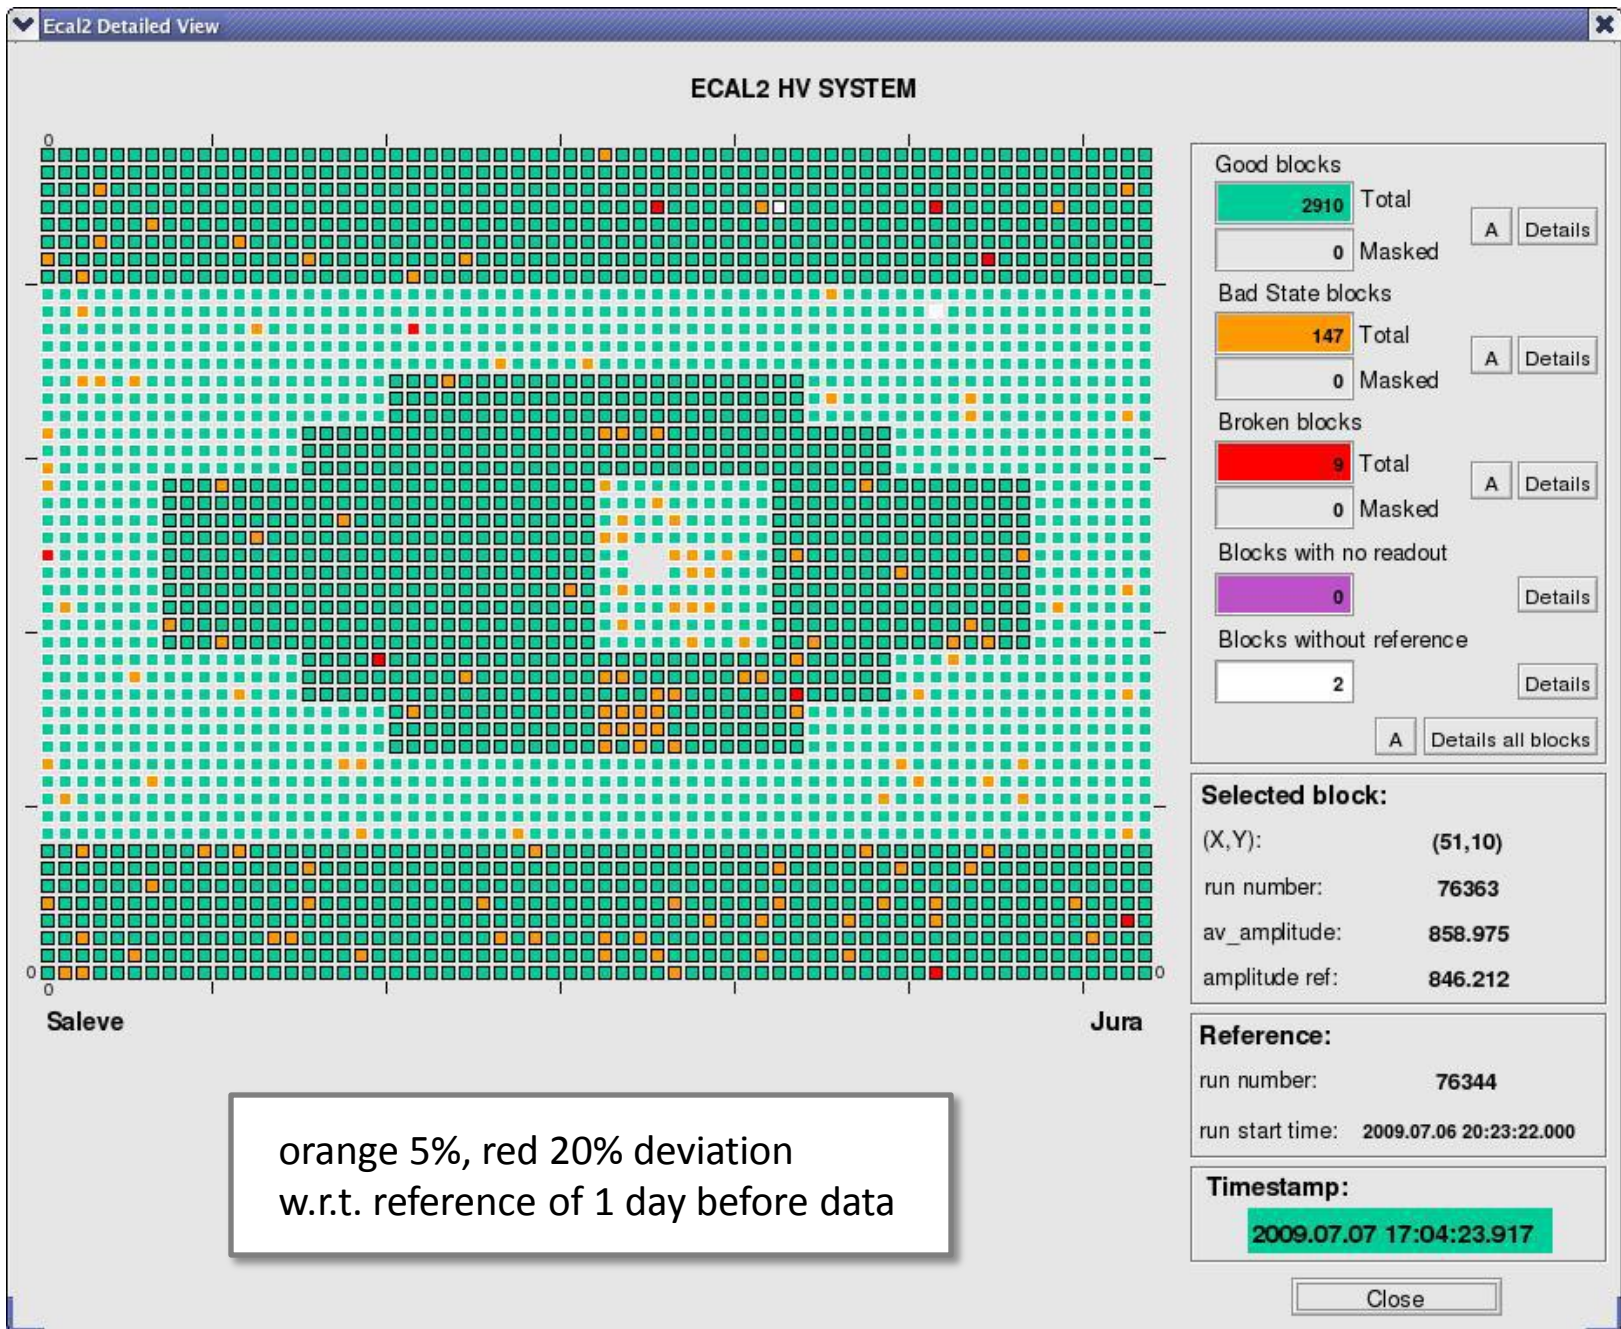 Ecal2 Detailed View
ECAL2 HV SYSTEM
0
0
0
0
Saleve
Jura
orange 5%, red 20% deviation
w.r.t. reference of 1 day before data
Good blocks
2910 Total
A Details
0 Masked
Bad State blocks
147 Total
A Details
0 Masked
Broken blocks
9 Total
A Details
0 Masked
Blocks with no readout
0 Details
Blocks without reference
2 Details
A Details all blocks
Selected block:
(X,Y): (51,10)
run number: 76363
av_amplitude: 858.975
amplitude ref: 846.212
Reference:
run number: 76344
run start time: 2009.07.06 20:23:22.000
Timestamp:
2009.07.07 17:04:23.917
Close